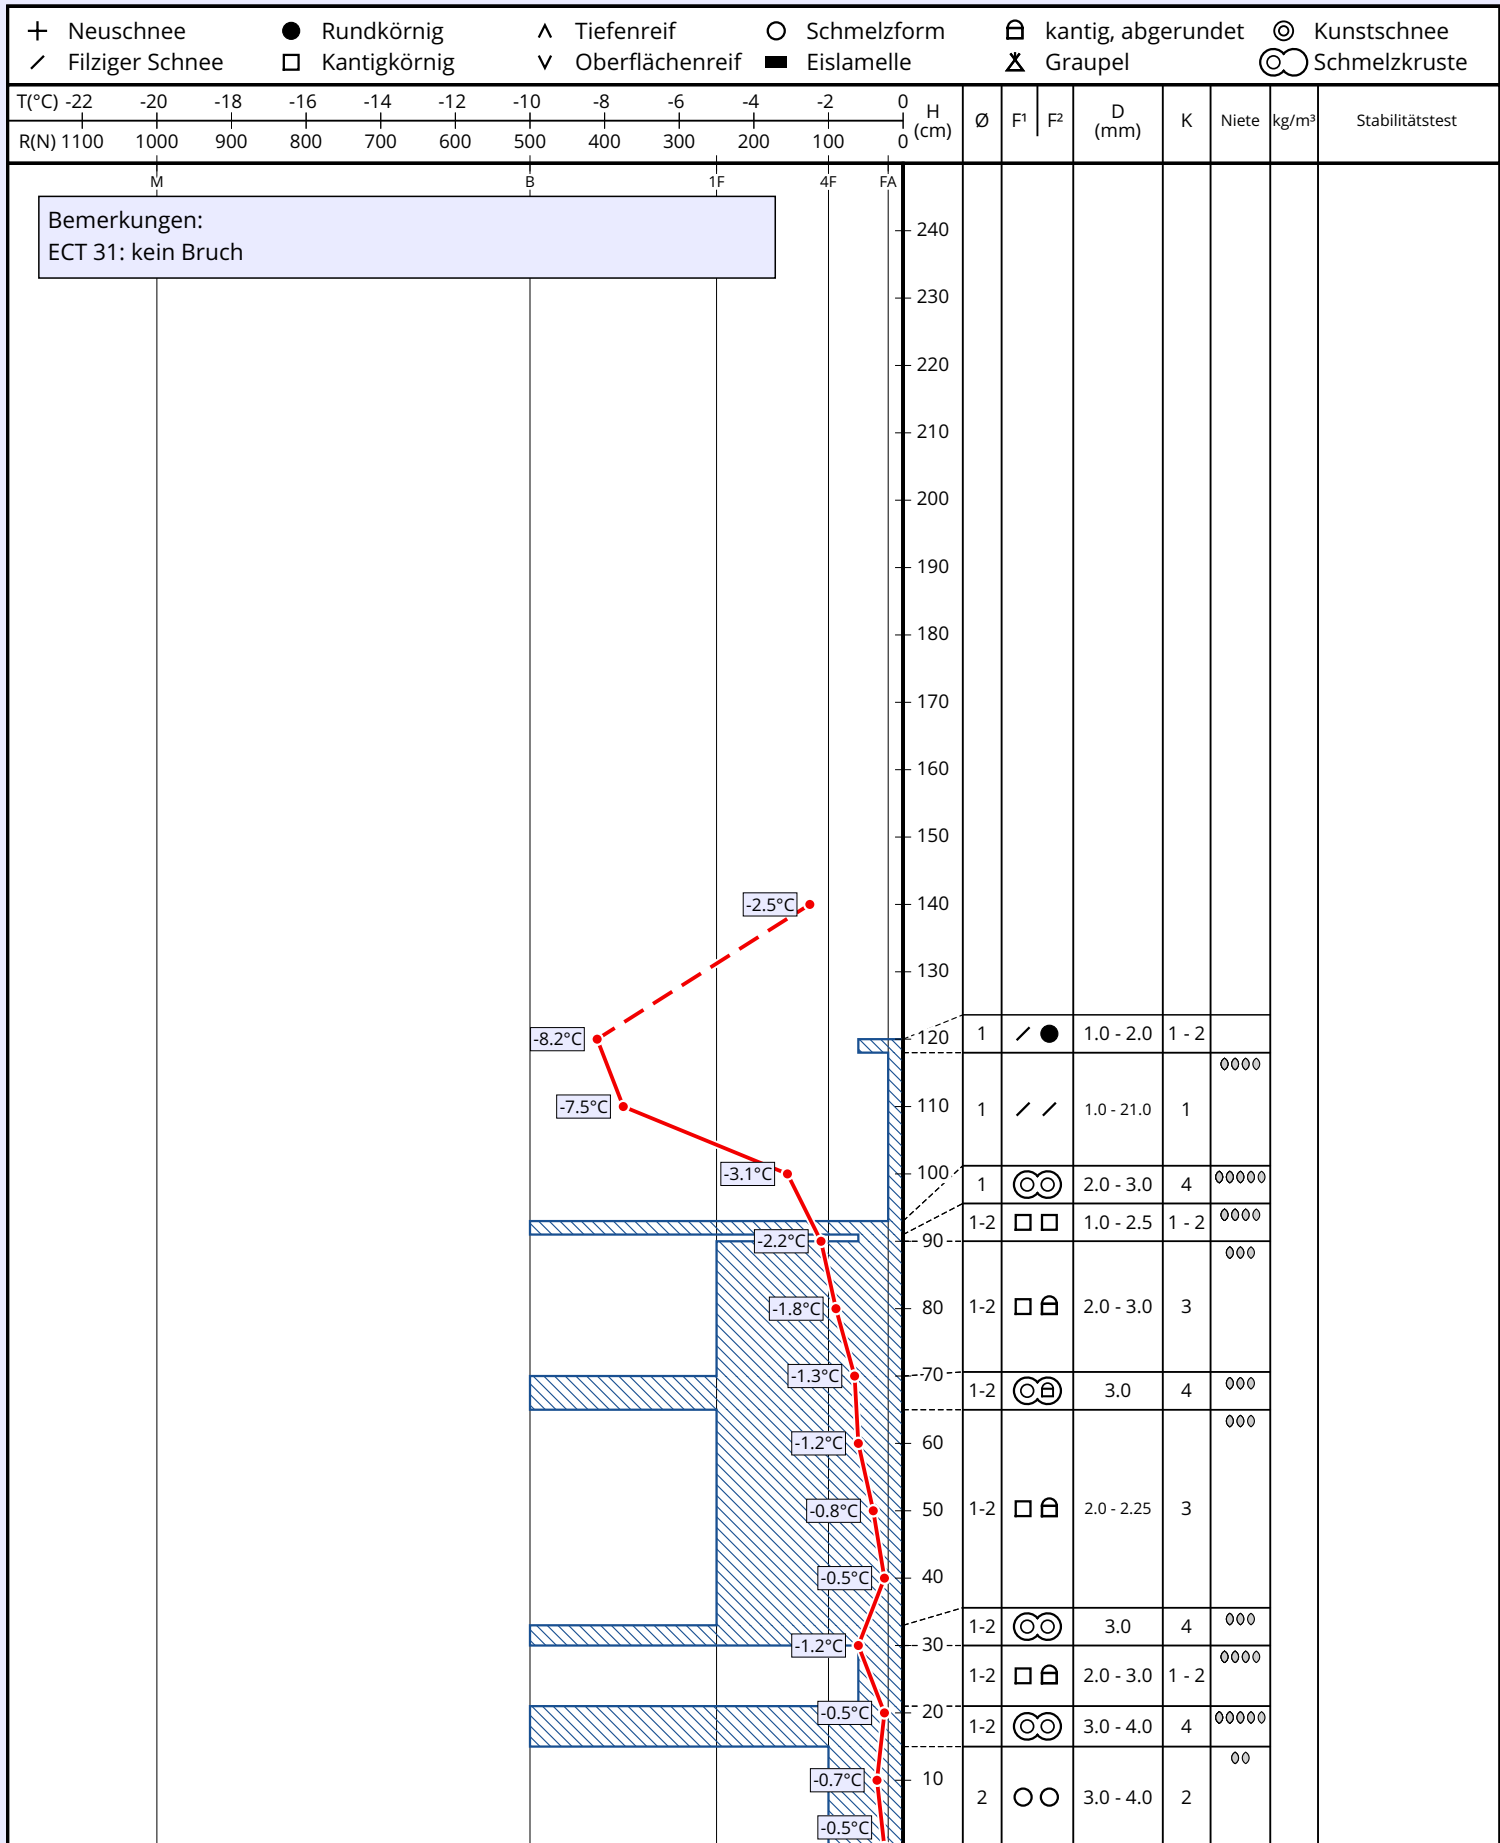 Neuschnee Rundkörnig Tiefenreif Schmelzform kantig, abgerundet Kunstschnee
Filziger Schnee Kantigkörnig Oberflächenreif Eislamelle Graupel Schmelzkruste
T(°C) -22 -20 -18 -16 -14 -12 -10 -8 -6 -4 -2 0
R(N) 1100 1000 900 800 700 600 500 400 300 200 100 0
H (cm) Ø F¹ F² D (mm) K Niete kg/m³ Stabilitätstest
M B 1F 4F FA
Bemerkungen:
ECT 31: kein Bruch
240
230
220
210
200
190
180
170
160
150
-2.5°C 140
130
-8.2°C 120 1 1.0 - 2.0 1 - 2
-7.5°C 110 1 1.0 - 21.0 1
-3.1°C 100 1 2.0 - 3.0 4
1-2 1.0 - 2.5 1 - 2
-2.2°C 90
-1.8°C 80 1-2 2.0 - 3.0 3
-1.3°C 70 1-2 3.0 4
-1.2°C 60
-0.8°C 50 1-2 2.0 - 2.25 3
-0.5°C 40
1-2 3.0 4
-1.2°C 30
1-2 2.0 - 3.0 1 - 2
-0.5°C 20 1-2 3.0 - 4.0 4
-0.7°C 10 2 3.0 - 4.0 2
-0.5°C